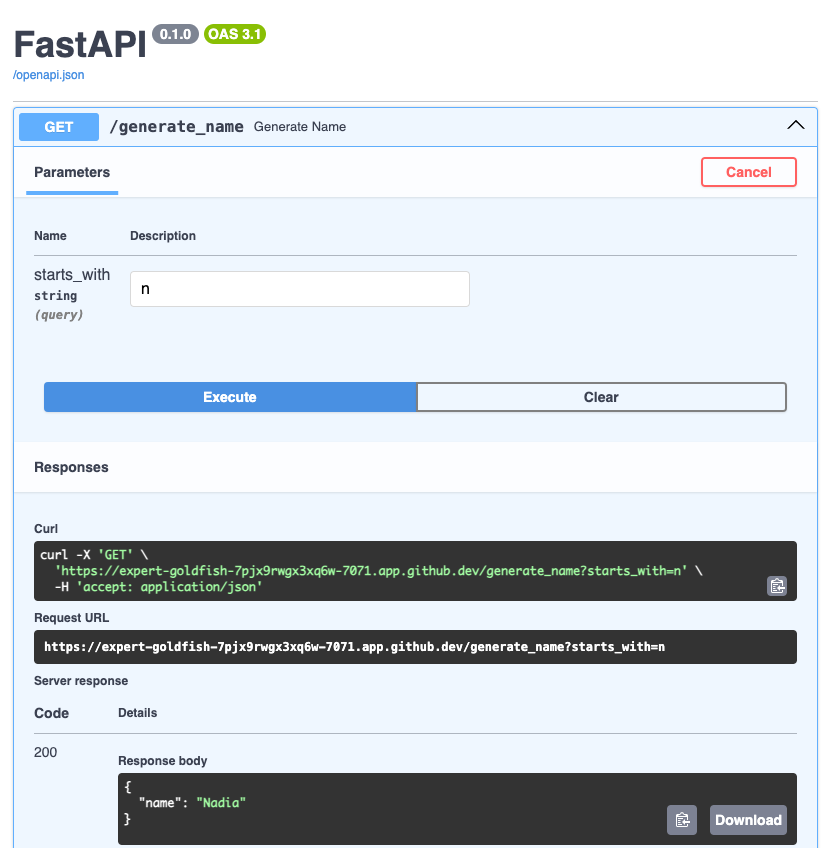 FastAPI 0.1.0 OAS 3.1
/openapi.json
GET /generate_name Generate Name
Parameters Cancel
Name Description
starts_with n
string
(query)
Execute Clear
Responses
Curl
curl -X 'GET' \
'https://expert-goldfish-7pjx9rwgx3xq6w-7071.app.github.dev/generate_name?starts_with=n' \
-H 'accept: application/json'
Request URL
https://expert-goldfish-7pjx9rwgx3xq6w-7071.app.github.dev/generate_name?starts_with=n
Server response
Code Details
200
Response body
{
"name": "Nadia"
}
Download